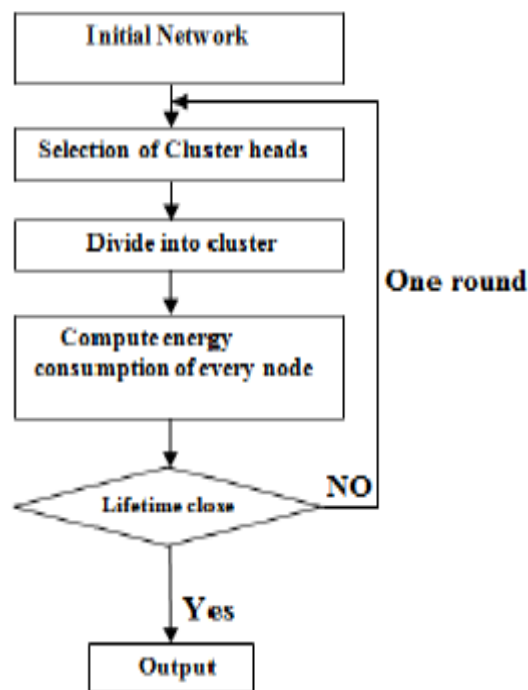 Initial Network
Selection of Cluster heads
Divide into cluster
One round
Compute energy
consumption of every node
Lifetime close
NO
Yes
Output